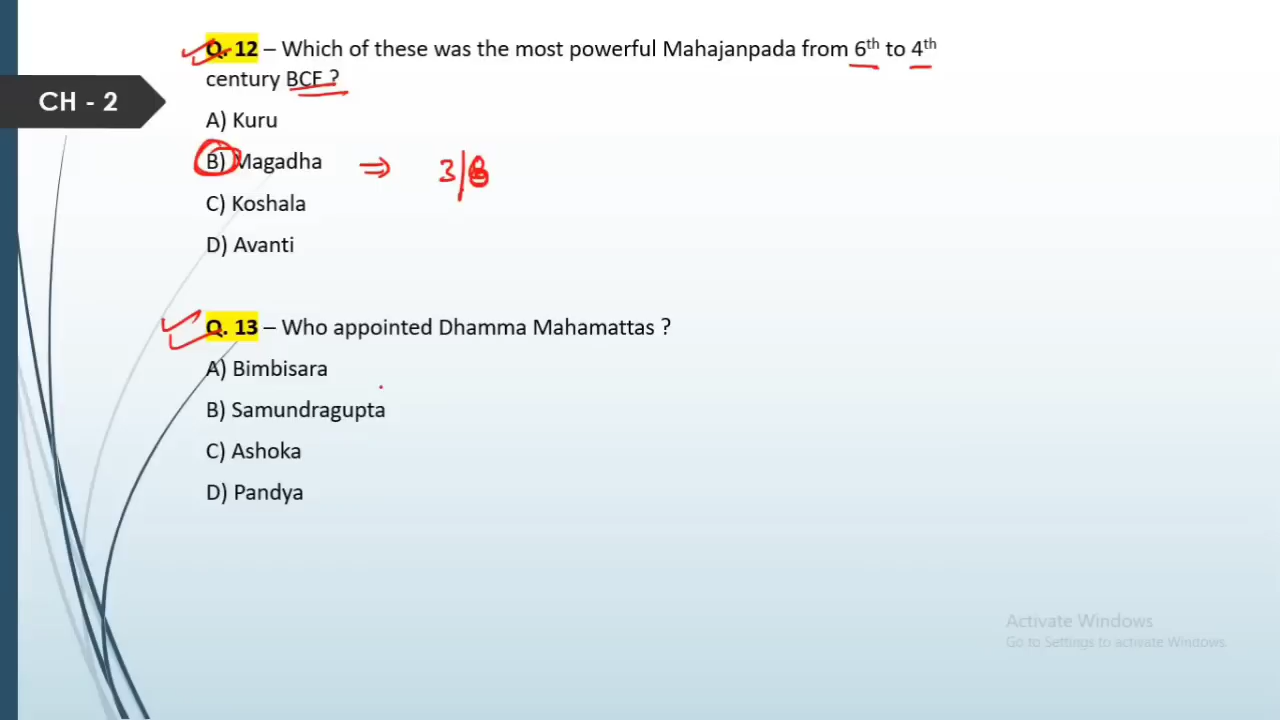 Q. 12 – Which of these was the most powerful Mahajanpada from 6th to 4th
century BCE ?
CH - 2
A) Kuru
B) Magadha ⇒ 3/
C) Koshala
D) Avanti
Q. 13 – Who appointed Dhamma Mahamattas ?
A) Bimbisara
B) Samundragupta
C) Ashoka
D) Pandya
Activate Windows
Go to Settings to activate Windows.